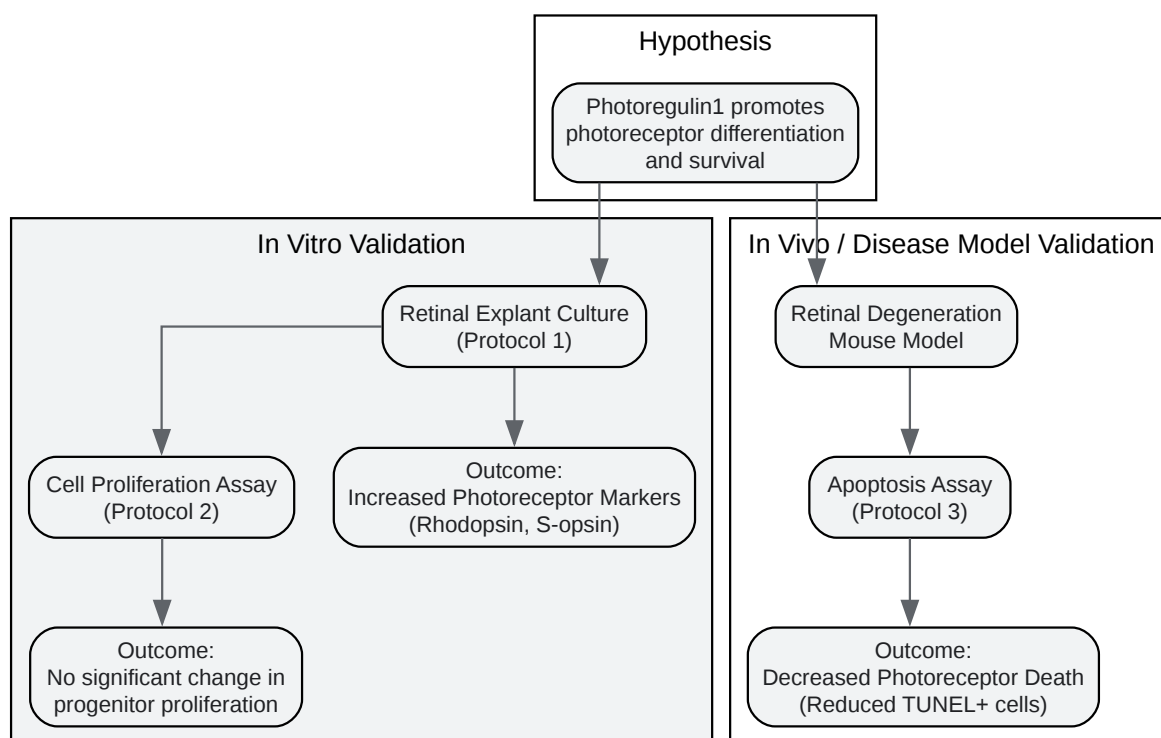 Hypothesis
Photoregulin1 promotes
photoreceptor differentiation
and survival
In Vitro Validation
Retinal Explant Culture
(Protocol 1)
Cell Proliferation Assay
(Protocol 2)
Outcome:
Increased Photoreceptor Markers
(Rhodopsin, S-opsin)
Outcome:
No significant change in
progenitor proliferation
In Vivo / Disease Model Validation
Retinal Degeneration
Mouse Model
Apoptosis Assay
(Protocol 3)
Outcome:
Decreased Photoreceptor Death
(Reduced TUNEL+ cells)